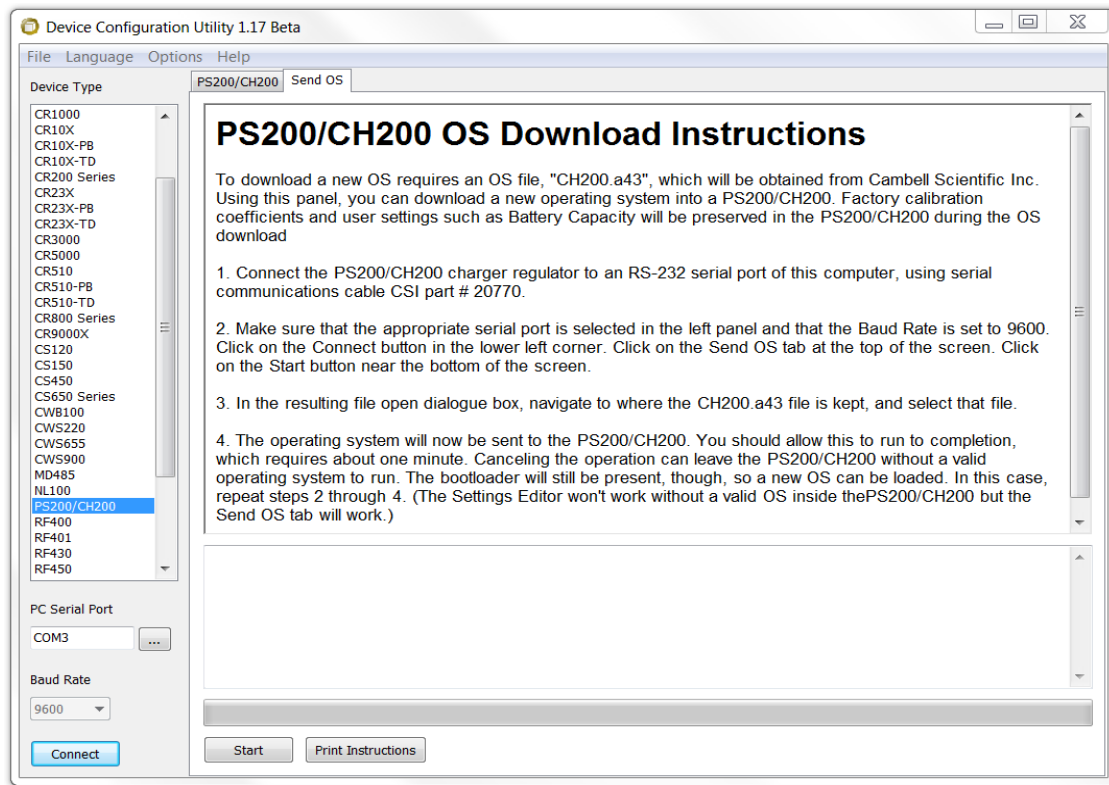 Device Configuration Utility 1.17 Beta
File Language Options Help
Device Type
CR1000
CR10X
CR10X-PB
CR10X-TD
CR200 Series
CR23X
CR23X-PB
CR23X-TD
CR3000
CR5000
CR510
CR510-PB
CR510-TD
CR800 Series
CR9000X
CS120
CS150
CS450
CS650 Series
CWB100
CWS220
CWS655
CWS900
MD485
NL100
PS200/CH200
RF400
RF401
RF430
RF450
PC Serial Port
COM3
...
Baud Rate
9600
Connect
PS200/CH200 Send OS
PS200/CH200 OS Download Instructions
To download a new OS requires an OS file, "CH200.a43", which will be obtained from Cambell Scientific Inc.
Using this panel, you can download a new operating system into a PS200/CH200. Factory calibration
coefficients and user settings such as Battery Capacity will be preserved in the PS200/CH200 during the OS
download
1. Connect the PS200/CH200 charger regulator to an RS-232 serial port of this computer, using serial
communications cable CSI part # 20770.
2. Make sure that the appropriate serial port is selected in the left panel and that the Baud Rate is set to 9600.
Click on the Connect button in the lower left corner. Click on the Send OS tab at the top of the screen. Click
on the Start button near the bottom of the screen.
3. In the resulting file open dialogue box, navigate to where the CH200.a43 file is kept, and select that file.
4. The operating system will now be sent to the PS200/CH200. You should allow this to run to completion,
which requires about one minute. Canceling the operation can leave the PS200/CH200 without a valid
operating system to run. The bootloader will still be present, though, so a new OS can be loaded. In this case,
repeat steps 2 through 4. (The Settings Editor won't work without a valid OS inside thePS200/CH200 but the
Send OS tab will work.)
Start Print Instructions